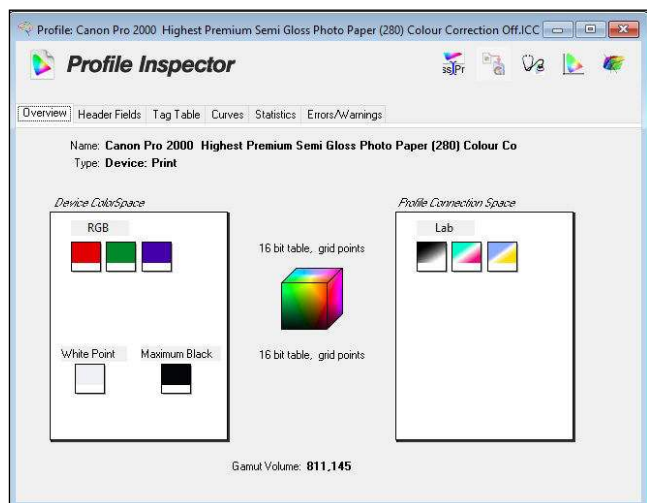 Profile: Canon Pro 2000 Highest Premium Semi Gloss Photo Paper (280) Colour Correction Off.ICC
Profile Inspector
ss Pr
Overview Header Fields Tag Table Curves Statistics Errors/Warnings
Name: Canon Pro 2000 Highest Premium Semi Gloss Photo Paper (280) Colour Co
Type: Device: Print
Device ColorSpace
Profile Connection Space
RGB
Lab
16 bit table, grid points
White Point Maximum Black
16 bit table, grid points
Gamut Volume: 811,145